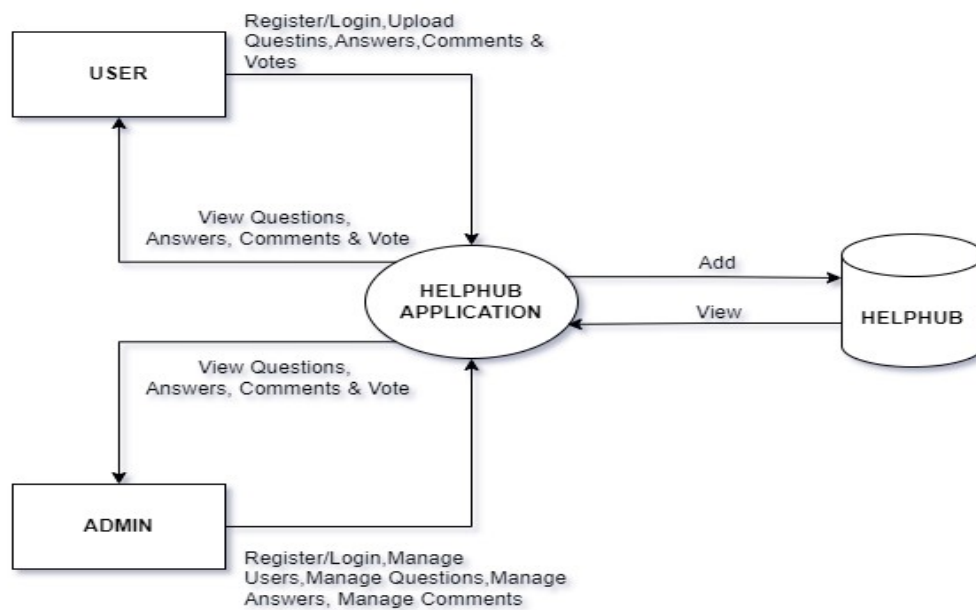 Register/Login,Upload
Questins,Answers,Comments &
Votes
USER
View Questions,
Answers, Comments & Vote
HELPHUB
APPLICATION
Add
View
HELPHUB
View Questions,
Answers, Comments & Vote
ADMIN
Register/Login,Manage
Users,Manage Questions,Manage
Answers, Manage Comments